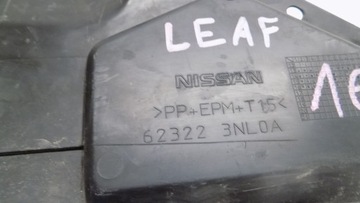 LEAF
NISSAN
>PP+EPM+T15<
62322 3NL0A